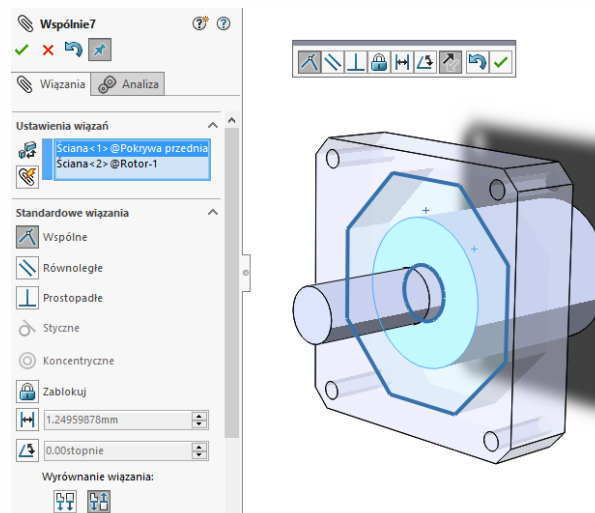 Wspólnie7
Wiązania
Analiza
Ustawienia wiązań
Ściana<1>@Pokrywa przednia
Ściana<2>@Rotor-1
Standardowe wiązania
Wspólne
Równoległe
Prostopadłe
Styczne
Koncentryczne
Zablokuj
1.24959878mm
0.00stopnie
Wyrównanie wiązania: